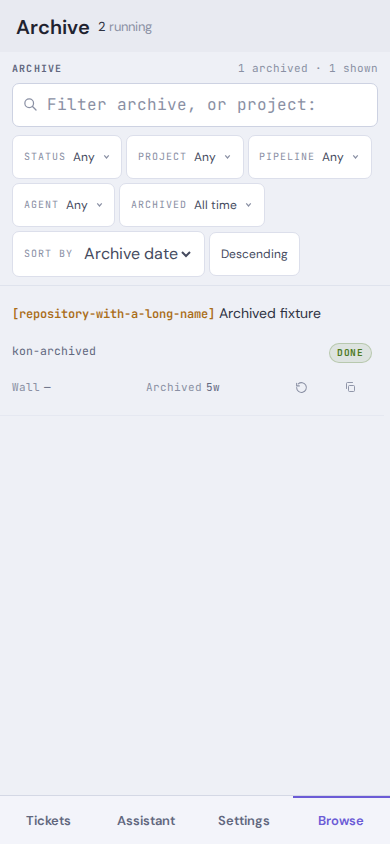 Archive 2 running
ARCHIVE 1 archived · 1 shown
Filter archive, or project:
STATUS Any PROJECT Any PIPELINE Any
AGENT Any ARCHIVED All time
SORT BY Archive date Descending
[repository-with-a-long-name] Archived fixture
kon-archived DONE
Wall — Archived 5w
Tickets Assistant Settings Browse